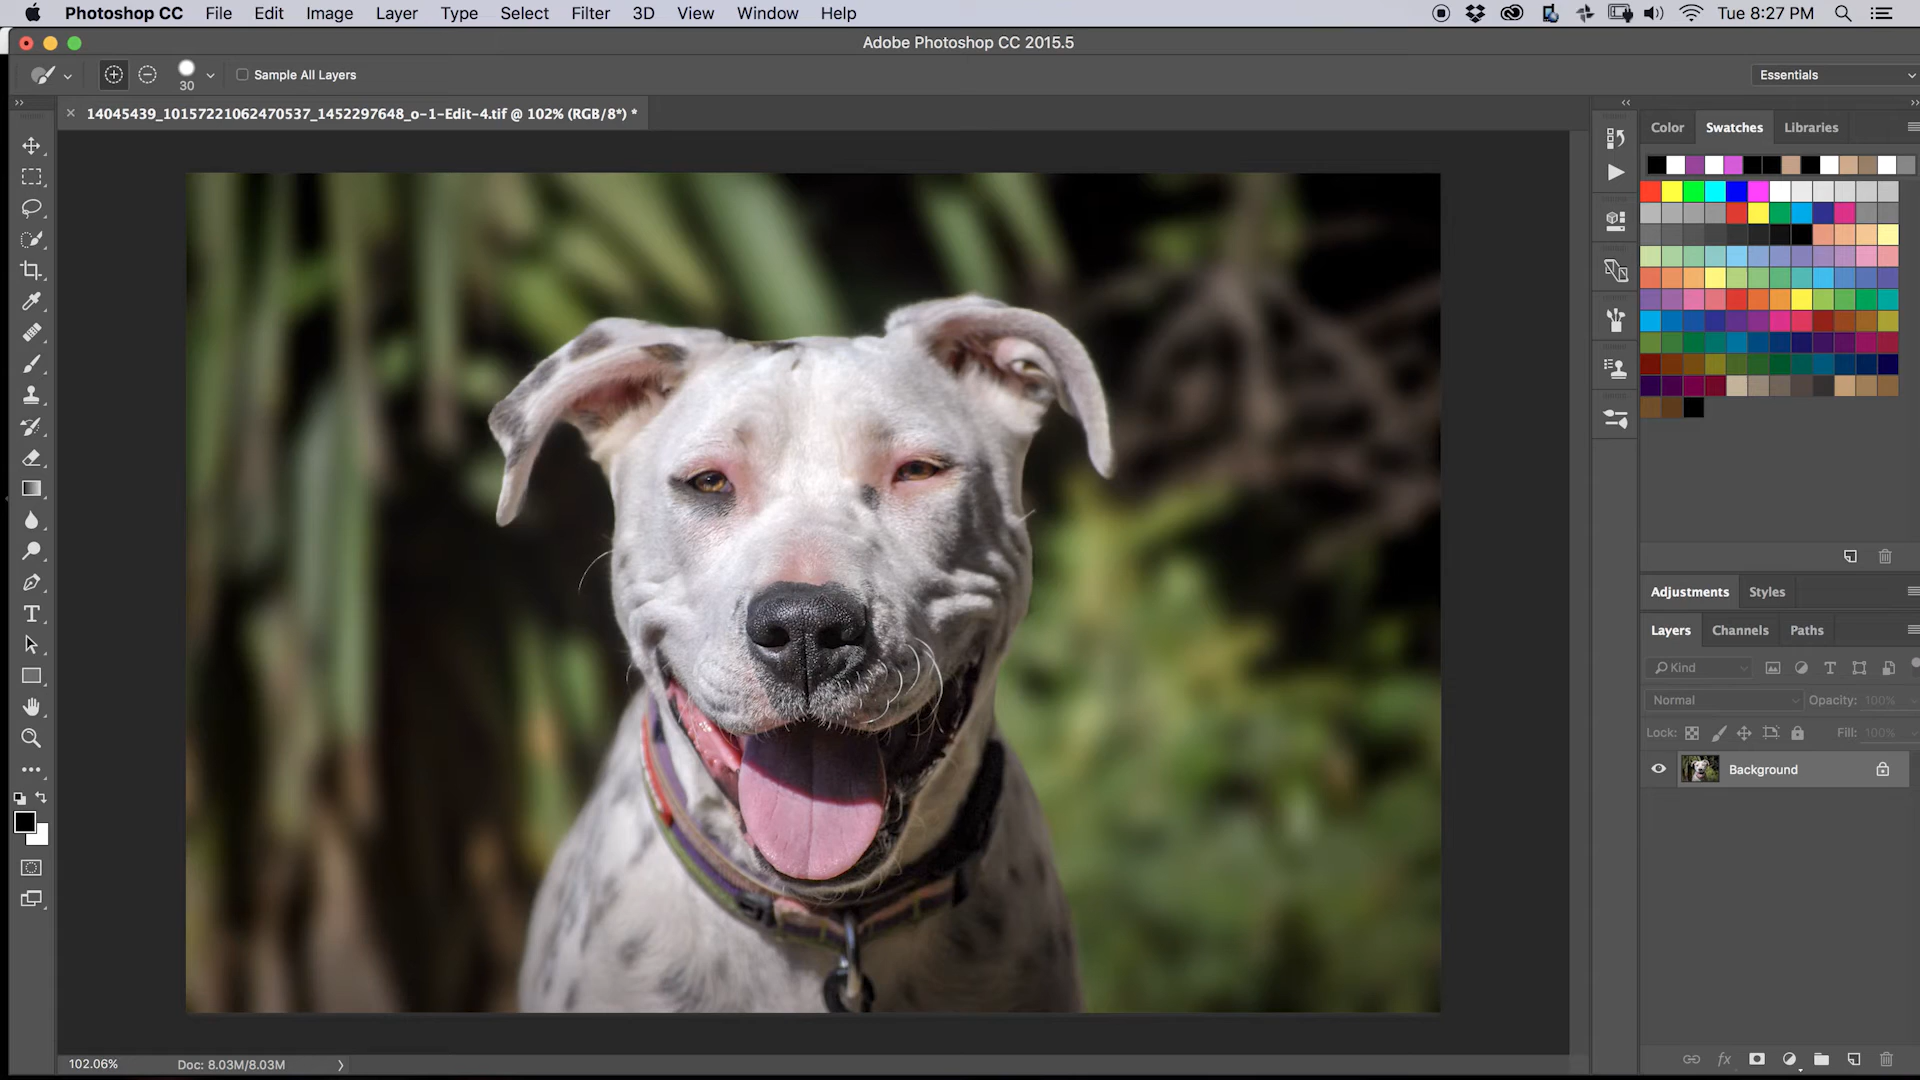 Photoshop CC File Edit Image Layer Type Select Filter 3D View Window Help Tue 8:27 PM
Adobe Photoshop CC 2015.5
30 Sample All Layers Essentials
14045439_10157221062470537_1452297648_o-1-Edit-4.tif @ 102% (RGB/8*) *
Color Swatches Libraries
Adjustments Styles
Layers Channels Paths
Kind
Normal Opacity: 100%
Lock: Fill: 100%
Background
102.06% Doc: 8.03M/8.03M